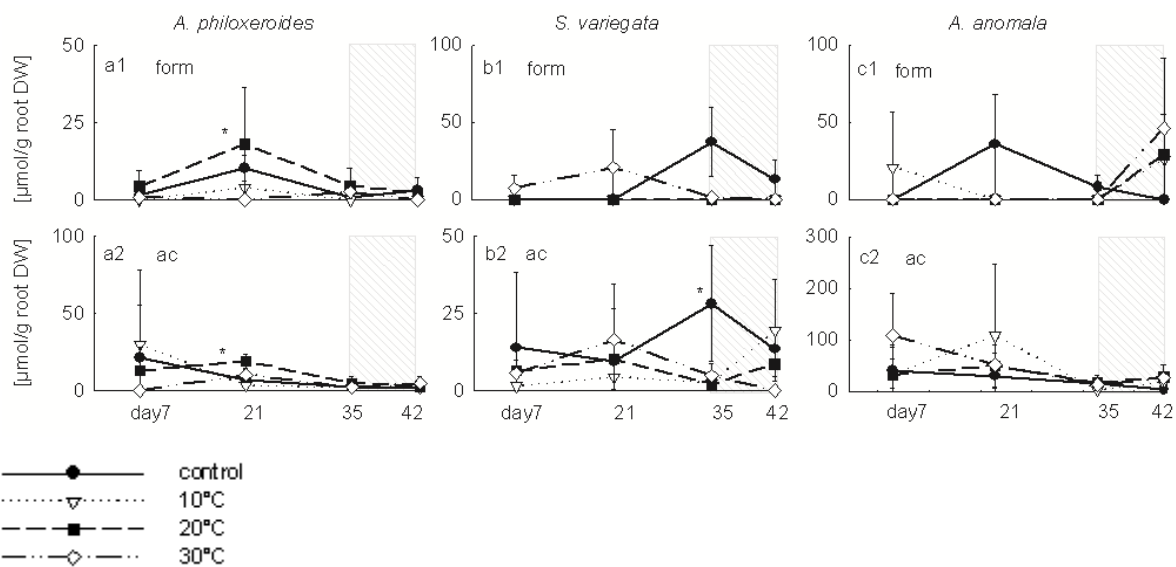 A. philoxeroides S. variegata A. anomala
[µmol/g root DW] 50 25 0 a1 form *
100 50 0 b1 form
100 50 0 c1 form
[µmol/g root DW] 100 50 0 a2 ac *
50 25 0 b2 ac *
300 200 100 0 c2 ac
day7 21 35 42 day7 21 35 42 day7 21 35 42
control
10°C
20°C
30°C